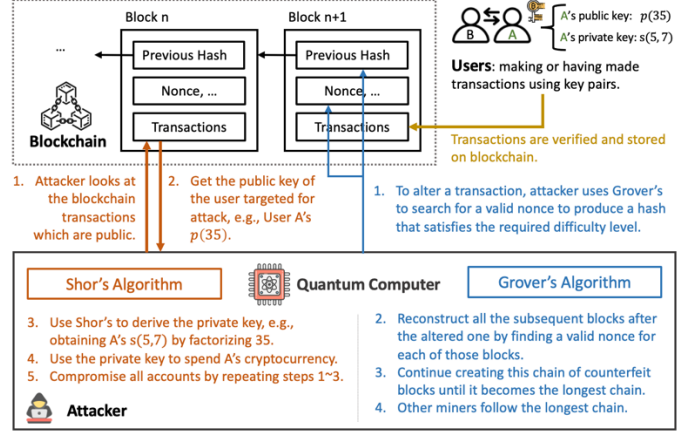 Block n
Block n+1
...
Previous Hash
Previous Hash
Nonce, ...
Nonce, ...
Transactions
Transactions
Blockchain
B
A
A's public key: p(35)
A's private key: s(5,7)
Users: making or having made
transactions using key pairs.
Transactions are verified and stored
on blockchain.
1. Attacker looks at
the blockchain
transactions
which are public.
2. Get the public key of
the user targeted for
attack, e.g., User A's
p(35).
1. To alter a transaction, attacker uses Grover's
to search for a valid nonce to produce a hash
that satisfies the required difficulty level.
Shor's Algorithm
Quantum Computer
Grover's Algorithm
3. Use Shor's to derive the private key, e.g.,
obtaining A's s(5,7) by factorizing 35.
4. Use the private key to spend A's cryptocurrency.
5. Compromise all accounts by repeating steps 1~3.
Attacker
2. Reconstruct all the subsequent blocks after
the altered one by finding a valid nonce for
each of those blocks.
3. Continue creating this chain of counterfeit
blocks until it becomes the longest chain.
4. Other miners follow the longest chain.